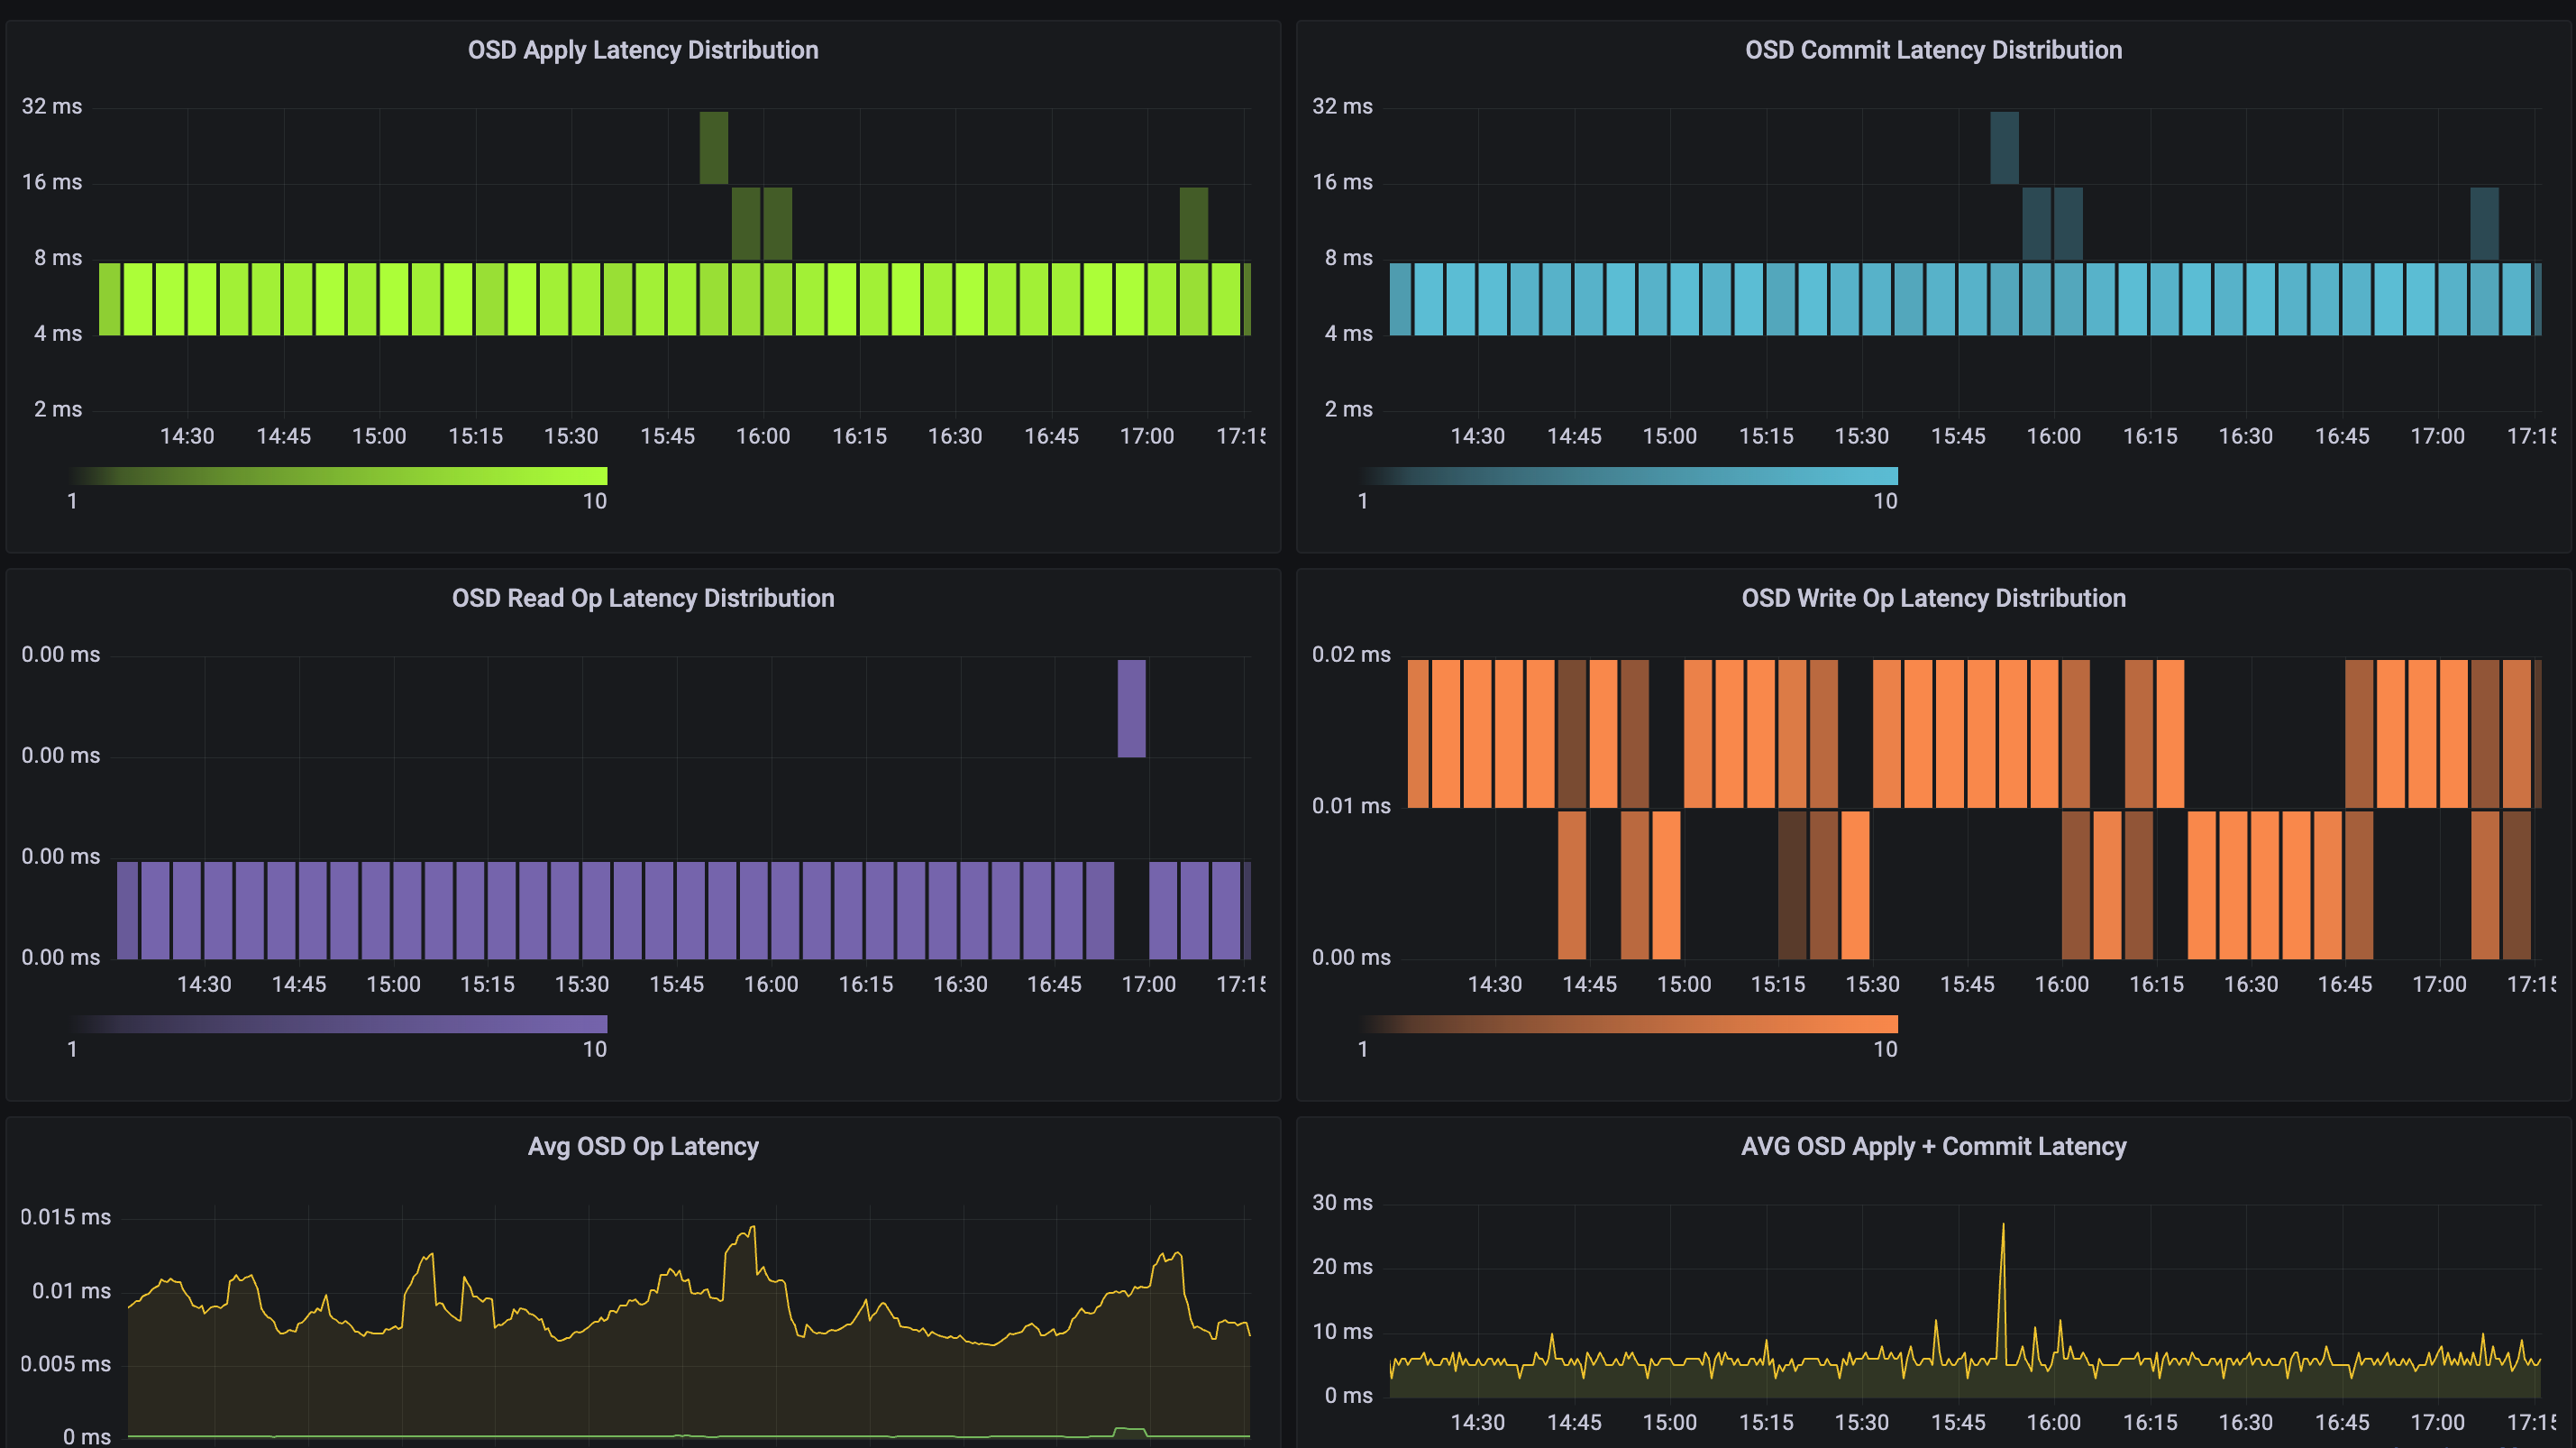 OSD Apply Latency Distribution
32 ms
16 ms
8 ms
4 ms
2 ms
14:30 14:45 15:00 15:15 15:30 15:45 16:00 16:15 16:30 16:45 17:00 17:15
1 10
OSD Commit Latency Distribution
32 ms
16 ms
8 ms
4 ms
2 ms
14:30 14:45 15:00 15:15 15:30 15:45 16:00 16:15 16:30 16:45 17:00 17:15
1 10
OSD Read Op Latency Distribution
0.00 ms
0.00 ms
0.00 ms
0.00 ms
14:30 14:45 15:00 15:15 15:30 15:45 16:00 16:15 16:30 16:45 17:00 17:15
1 10
OSD Write Op Latency Distribution
0.02 ms
0.01 ms
0.00 ms
14:30 14:45 15:00 15:15 15:30 15:45 16:00 16:15 16:30 16:45 17:00 17:15
1 10
Avg OSD Op Latency
0.015 ms
0.01 ms
0.005 ms
0 ms
AVG OSD Apply + Commit Latency
30 ms
20 ms
10 ms
0 ms
14:30 14:45 15:00 15:15 15:30 15:45 16:00 16:15 16:30 16:45 17:00 17:15